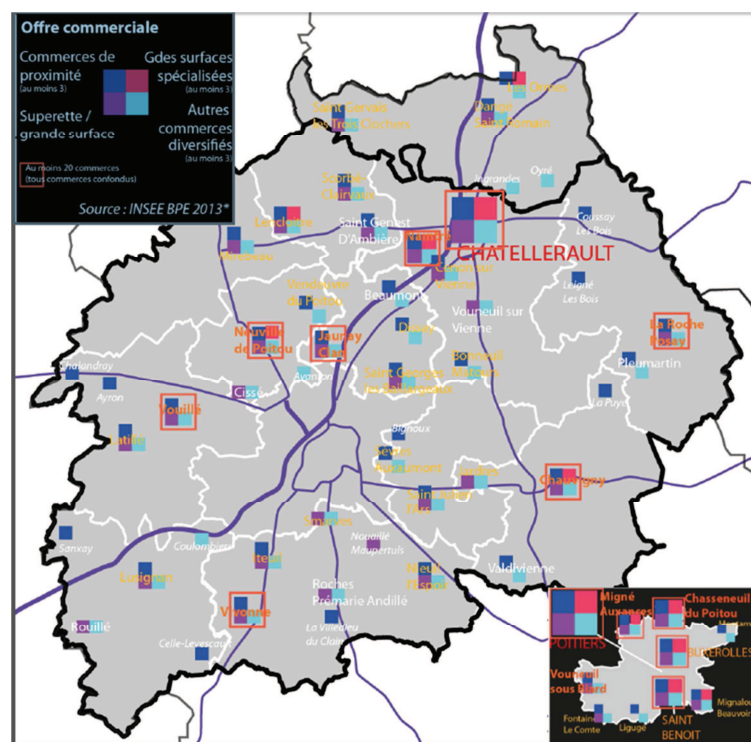 Offre commerciale
Commerces de proximité
(au moins 3)
Gdes surfaces spécialisées
(au moins 3)
Superette / grande surface
Autres commerces diversifiés
(au moins 3)
Au moins 20 commerces
(tous commerces confondus)
Source : INSEE BPE 2013*
Les Ormes
Saint Gervais
les Trois Clochers
Dangé
Saint Romain
Ingrandes
Oyré
Scorbé
Clairvaux
Lencloitre
Saint Genest
D'Ambière
Naintré
CHATELLERAULT
Coussay
Les Bois
Mirebeau
Cenon sur
Vienne
Vendeuvre
du Poitou
Beaumont
Leigné
Les Bois
Vouneuil sur
Vienne
Neuville
de Poitou
Jaunay
Clan
Dissay
La Roche
Posay
Bonneuil
Matours
Pleumartin
Chalandray
Ayron
Avanton
Saint Georges
les Baillargeaux
Cissé
La Puye
Vouillé
Latillé
Bignoux
Sèvres
Anxaumont
Jardres
Chauvigny
Saint Julien
l'Ars
Smarves
Sanxay
Coulombiers
Nouaillé
Maupertuis
Iteuil
Lusignan
Nieuil
l'Espoir
Valdivienne
Roches
Prémarie Andillé
Vivonne
Rouillé
La Villedieu
du Clain
Celle-Levescault
Migné
Auxances
Chasseneuil
du Poitou
POITIERS
BUXEROLLES
Vouneuil
sous Biard
Mignaloux
Beauvoir
Fontaine
Le Comte
Ligugé
SAINT
BENOIT